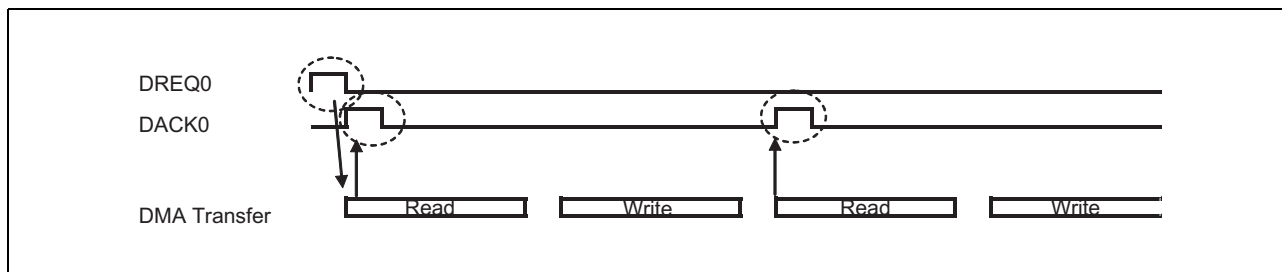 DREQ0
DACK0
DMA Transfer
Read
Write
Read
Write